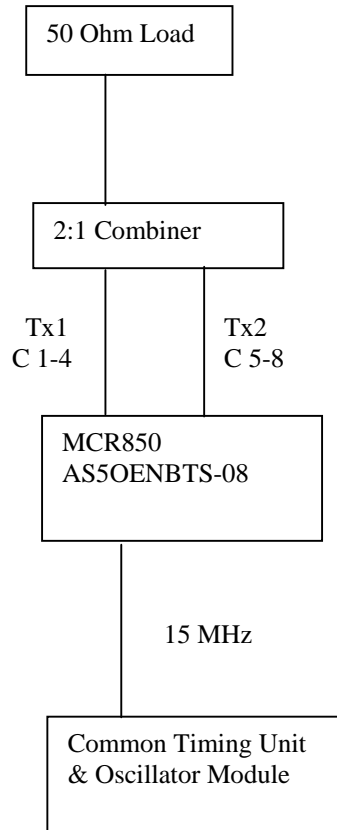 50 Ohm Load
2:1 Combiner
Tx1
C 1-4
Tx2
C 5-8
MCR850
AS5OENBTS-08
15 MHz
Common Timing Unit
& Oscillator Module